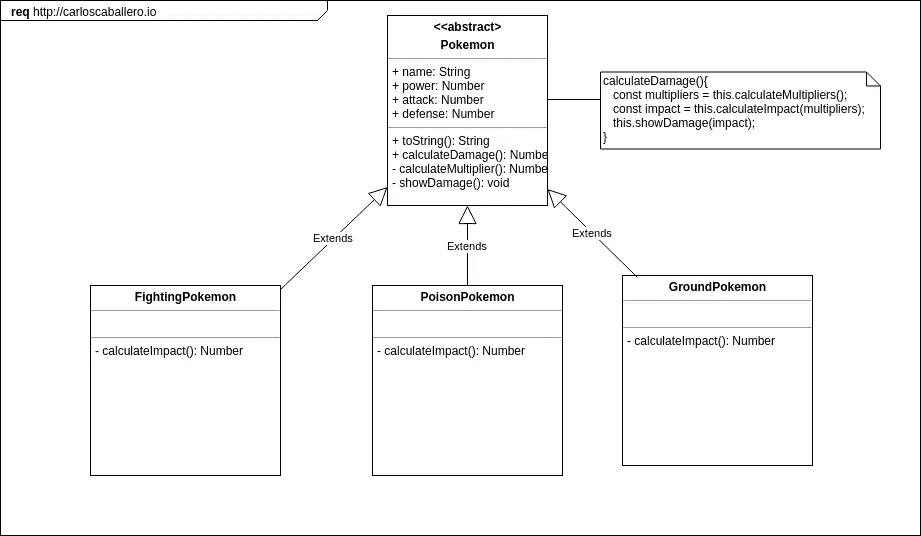 req http://carloscaballero.io
<<abstract>>
Pokemon
+ name: String
+ power: Number
+ attack: Number
+ defense: Number
+ toString(): String
+ calculateDamage(): Numbe
- calculateMultiplier(): Numbe
- showDamage(): void
calculateDamage(){
const multipliers = this.calculateMultipliers();
const impact = this.calculateImpact(multipliers);
this.showDamage(impact);
}
Extends
Extends
Extends
FightingPokemon
- calculateImpact(): Number
PoisonPokemon
- calculateImpact(): Number
GroundPokemon
- calculateImpact(): Number